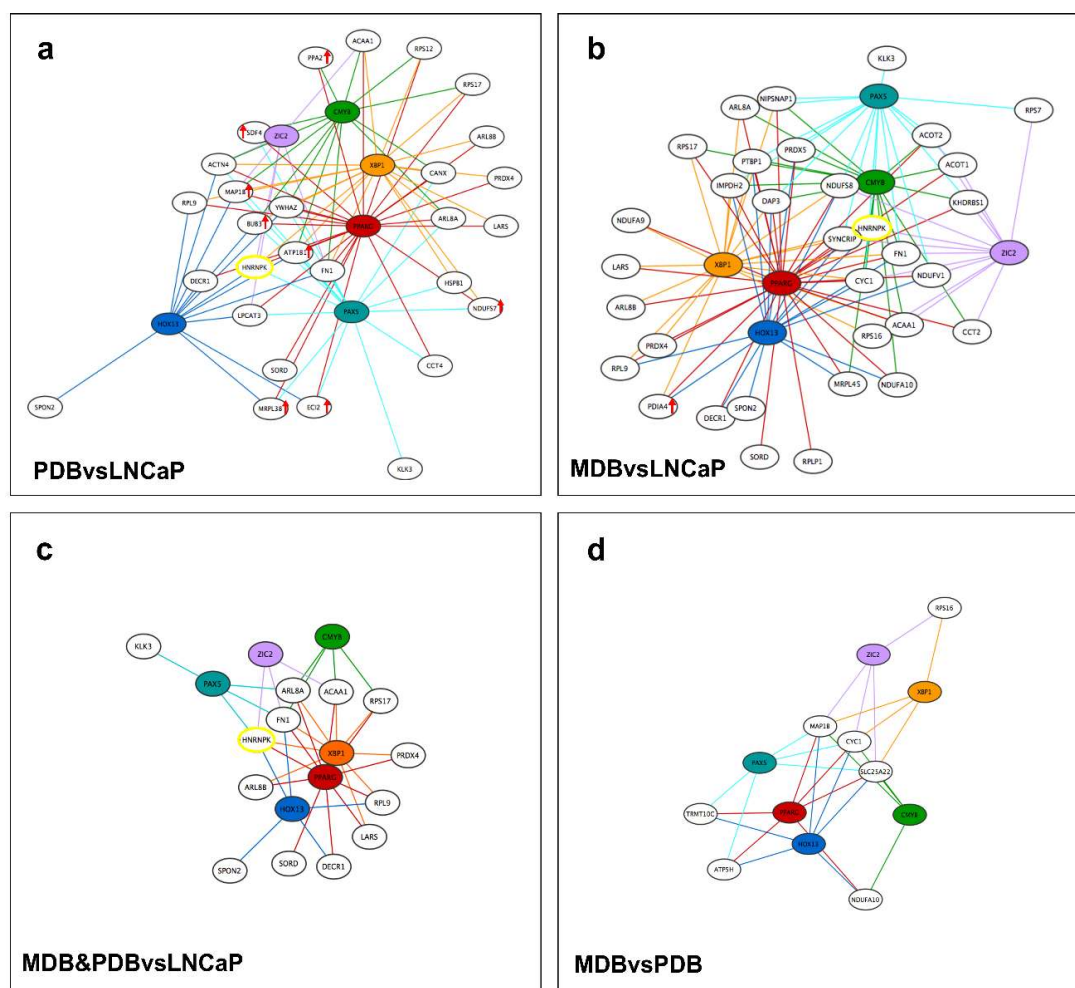 a
ACAA1
PPA2
RPS12
RPS17
CMYB
SDF4
ZIC2
ARL8B
ACTN4
XBP1
CANX
PRDX4
MAP1B
RPL9
YWHAZ
ARL8A
BUB3
PPARG
LARS
ATP1B1
HNRNPK
FN1
DECR1
HSPB1
NDUFS7
LPCAT3
PAX5
HOX13
CCT4
SORD
SPON2
MRPL38
ECI2
KLK3
PDBvsLNCaP
b
KLK3
NIPSNAP1
PAX5
ARL8A
RPS7
RPS17
PRDX5
ACOT2
PTBP1
ACOT1
IMPDH2
NDUFS8
CMYB
DAP3
KHDRBS1
NDUFA9
HNRNPK
SYNCRIP
LARS
XBP1
FN1
ZIC2
NDUFV1
CYC1
PPARG
ARL8B
ACAA1
HOX13
CCT2
RPS16
PRDX4
RPL9
MRPL45
NDUFA10
PDIA4
DECR1
SPON2
SORD
RPLP1
MDBvsLNCaP
c
CMYB
KLK3
ZIC2
PAX5
ARL8A
ACAA1
RPS17
FN1
HNRNPK
XBP1
PRDX4
PPARG
ARL8B
RPL9
HOX13
LARS
SPON2
SORD
DECR1
MDB&PDBvsLNCaP
d
RPS16
ZIC2
XBP1
MAP1B
CYC1
PAX5
SLC25A22
TRMT10C
PPARG
CMYB
HOX13
ATP5H
NDUFA10
MDBvsPDB